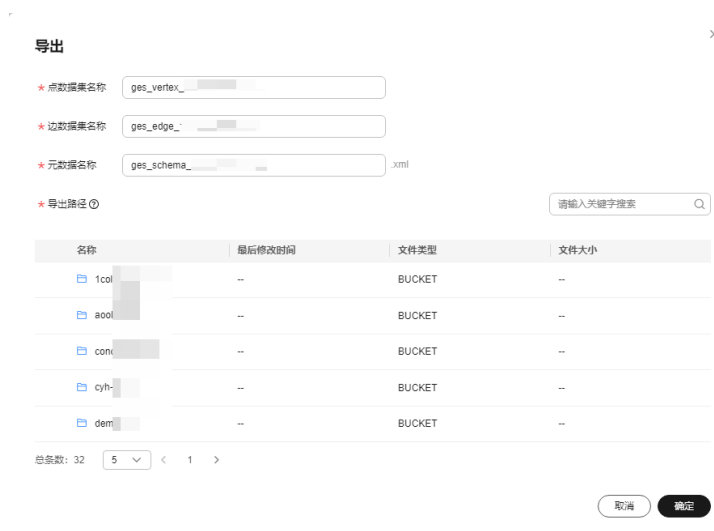 导出
* 点数据集名称 ges_vertex_
* 边数据集名称 ges_edge_
* 元数据名称 ges_schema_ .xml
* 导出路径 ? 请输入关键字搜索
名称 最后修改时间 文件类型 文件大小
1col -- BUCKET --
aool -- BUCKET --
conc -- BUCKET --
cyh- -- BUCKET --
dem -- BUCKET --
总条数: 32 5 < 1 >
取消 确定